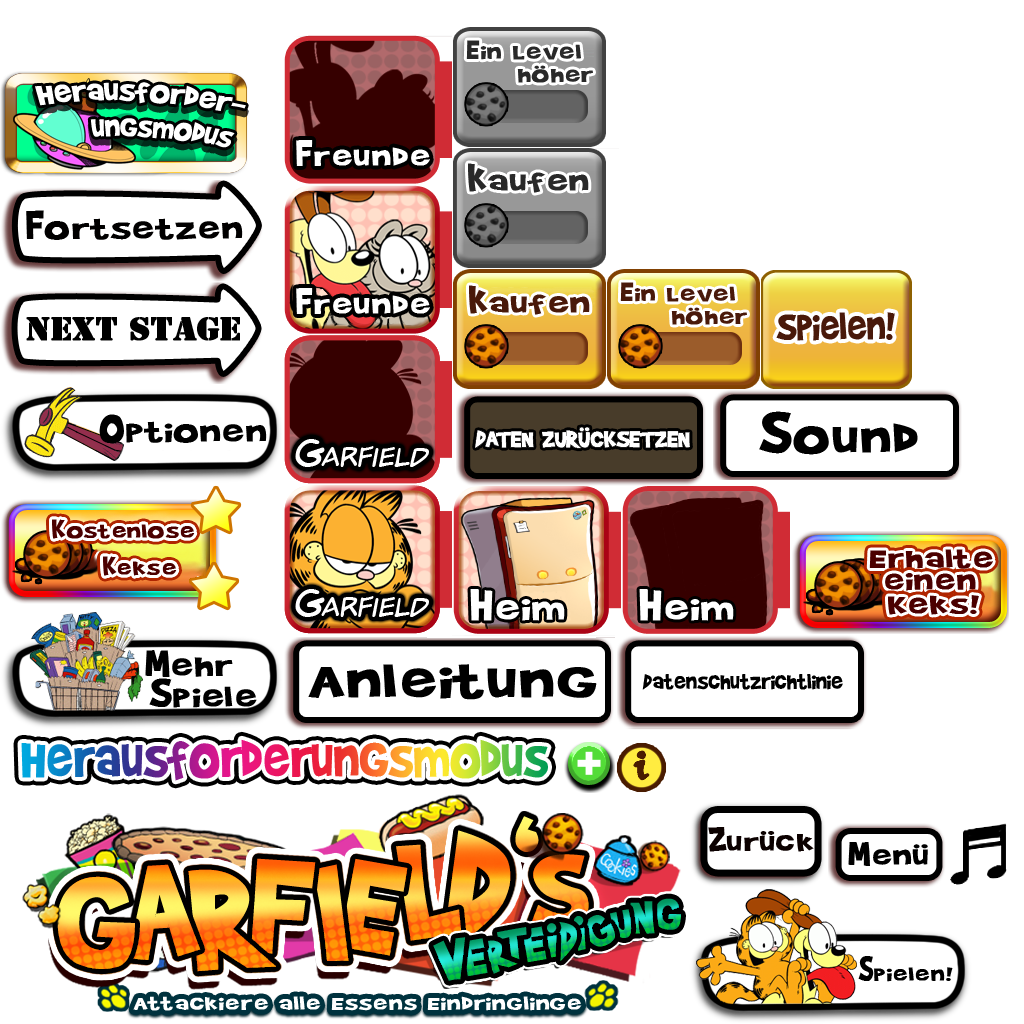 Ein Level
höher
Herausforder-
ungsmodus
Freunde
Kaufen
Fortsetzen
Freunde
Kaufen
Ein Level
höher
Spielen!
NEXT STAGE
Optionen
GARFIELD
DATEN ZURÜCKSETZEN
Sound
Kostenlose
Kekse
GARFIELD
Heim
Heim
Erhalte
einen
Keks!
PIZZA
Mehr
Spiele
Anleitung
Datenschutzrichtlinie
Herausforderungsmodus
i
GARFIELD'S
COOKIES
VERTEIDIGUNG
Attackiere alle Essens Eindringlinge
Zurück
Menü
Spielen!